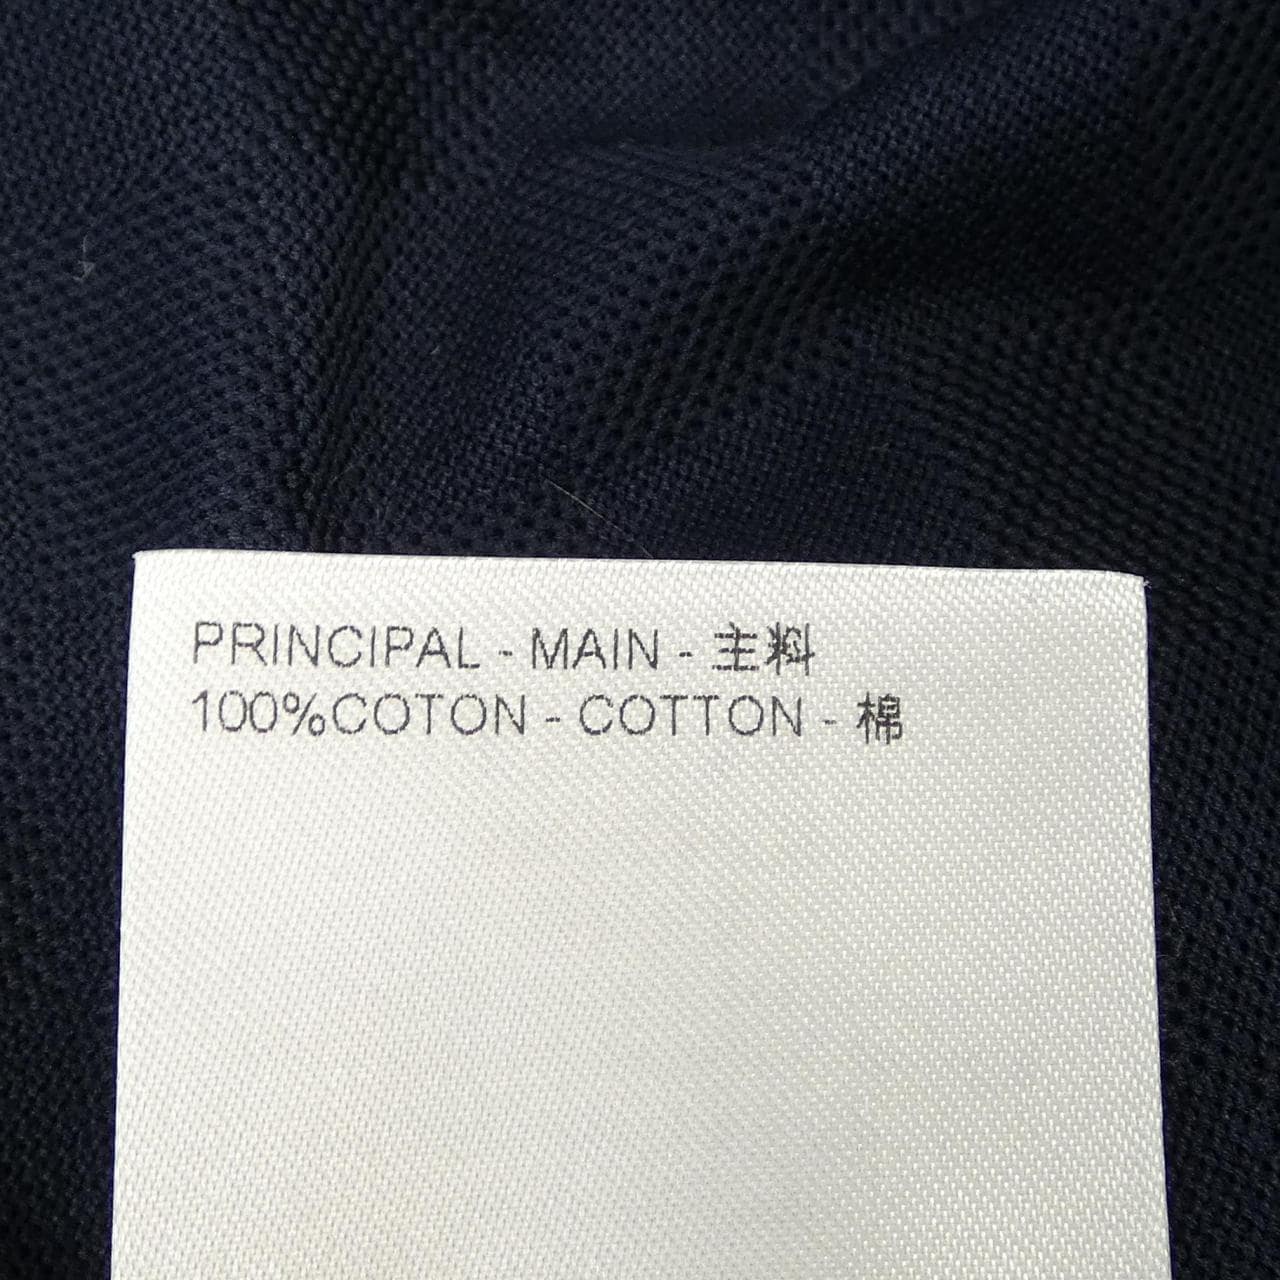 PRINCIPAL - MAIN - 主料
100%COTON - COTTON - 棉